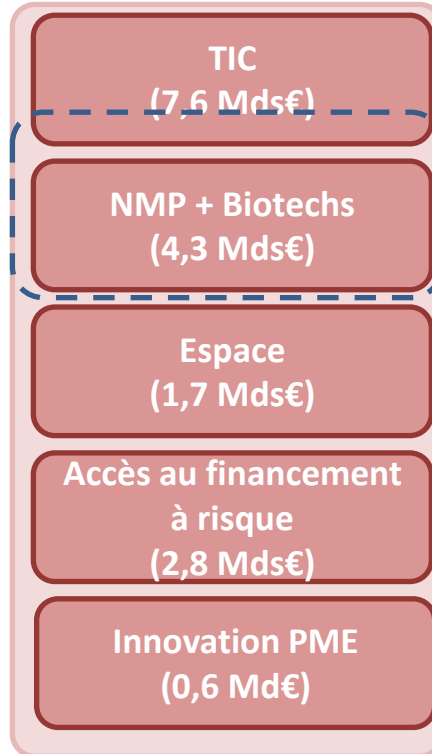 TIC
(7,6 Mds€)
NMP + Biotechs
(4,3 Mds€)
Espace
(1,7 Mds€)
Accès au financement
à risque
(2,8 Mds€)
Innovation PME
(0,6 Md€)